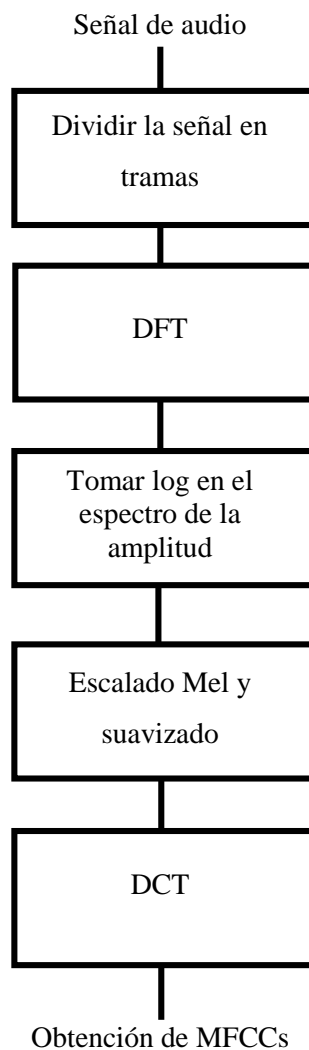 Señal de audio
Dividir la señal en
tramas
DFT
Tomar log en el
espectro de la
amplitud
Escalado Mel y
suavizado
DCT
Obtención de MFCCs